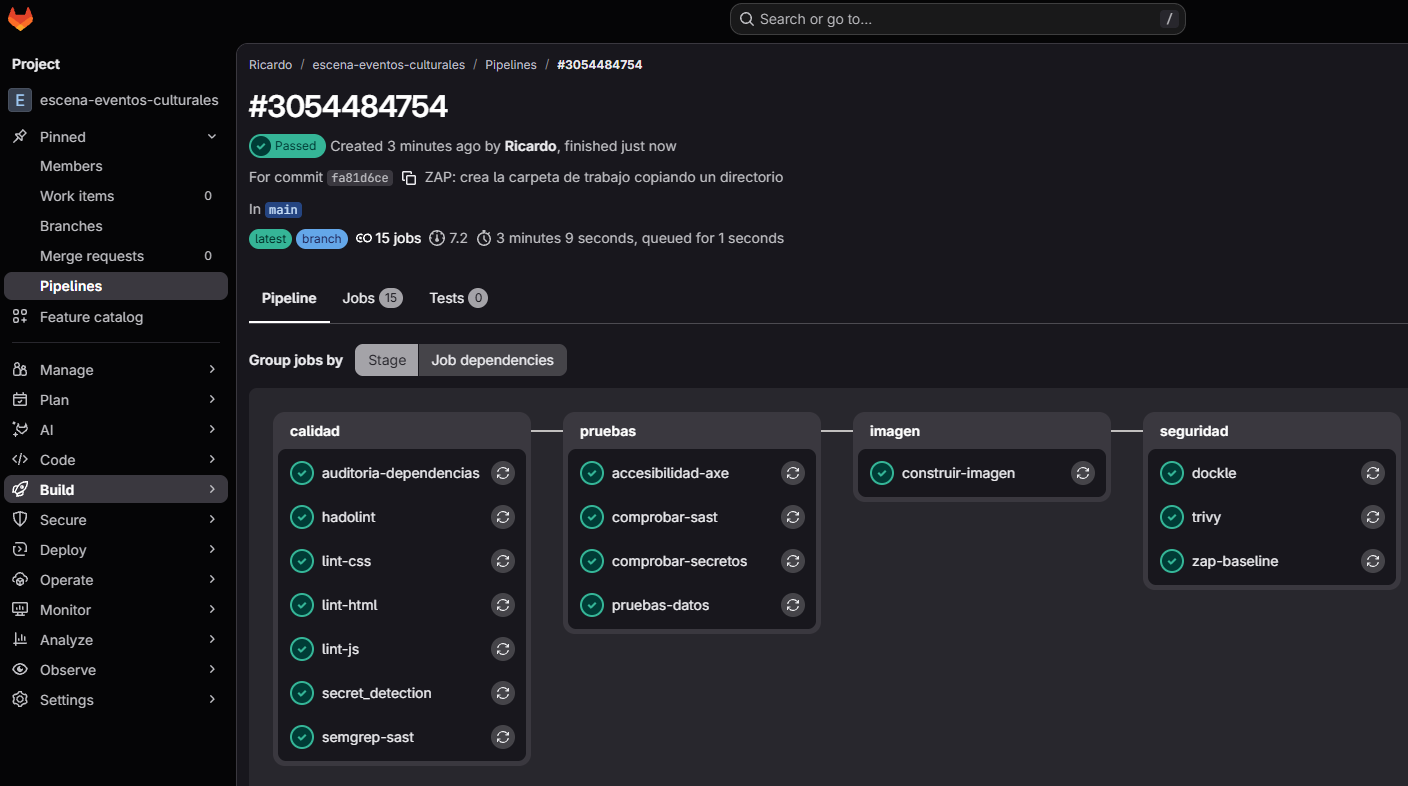 Search or go to... /
Project
E escena-eventos-culturales
Pinned
Members
Work items 0
Branches
Merge requests 0
Pipelines
Feature catalog
Manage
Plan
AI
Code
Build
Secure
Deploy
Operate
Monitor
Analyze
Observe
Settings
Ricardo / escena-eventos-culturales / Pipelines / #3054484754
#3054484754
Passed Created 3 minutes ago by Ricardo, finished just now
For commit fa81d6ce ZAP: crea la carpeta de trabajo copiando un directorio
In main
latest branch 15 jobs 7.2 3 minutes 9 seconds, queued for 1 seconds
Pipeline Jobs 15 Tests 0
Group jobs by Stage Job dependencies
calidad
auditoria-dependencias
hadolint
lint-css
lint-html
lint-js
secret_detection
semgrep-sast
pruebas
accesibilidad-axe
comprobar-sast
comprobar-secretos
pruebas-datos
imagen
construir-imagen
seguridad
dockle
trivy
zap-baseline